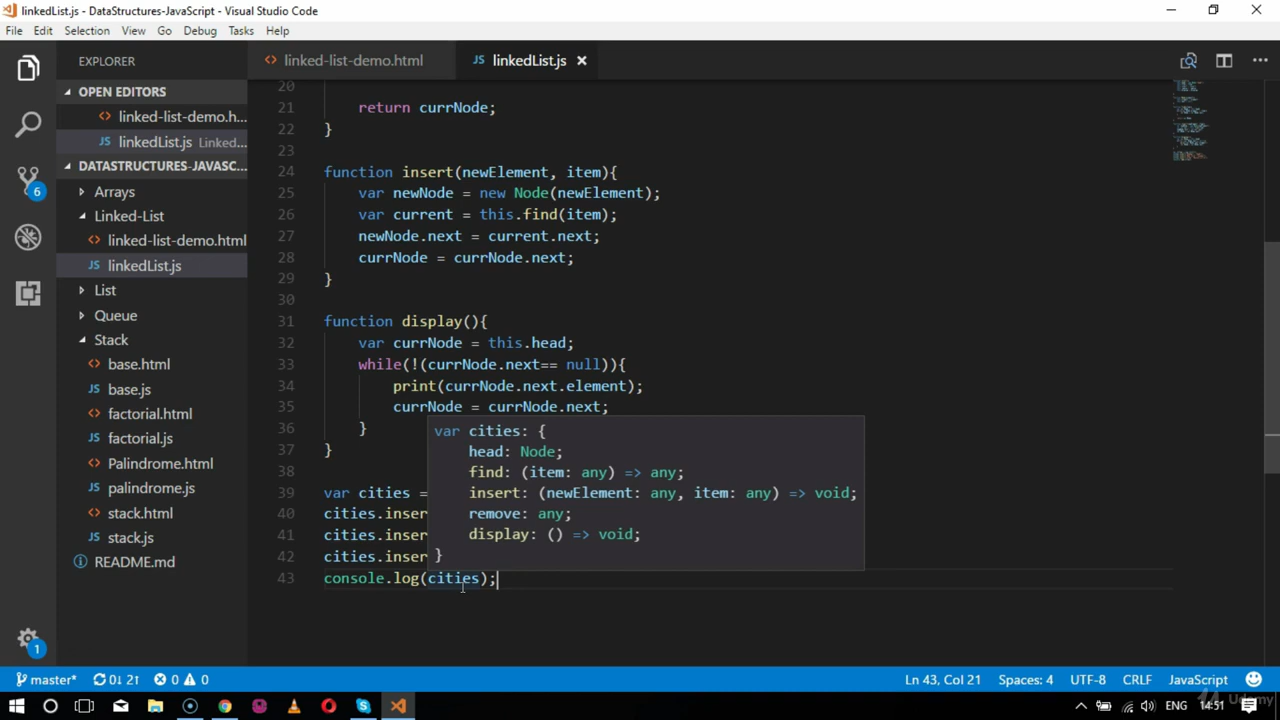 linkedList.js - DataStructures-JavaScript - Visual Studio Code
File Edit Selection View Go Debug Tasks Help
EXPLORER
OPEN EDITORS
linked-list-demo.h...
linkedList.js Linked-...
DATASTRUCTURES-JAVASC...
Arrays
Linked-List
linked-list-demo.html
linkedList.js
List
Queue
Stack
base.html
base.js
factorial.html
factorial.js
Palindrome.html
palindrome.js
stack.html
stack.js
README.md
6
1
linked-list-demo.html linkedList.js
20
21 return currNode;
22 }
23
24 function insert(newElement, item){
25 var newNode = new Node(newElement);
26 var current = this.find(item);
27 newNode.next = current.next;
28 currNode = currNode.next;
29 }
30
31 function display(){
32 var currNode = this.head;
33 while(!(currNode.next== null)){
34 print(currNode.next.element);
35 currNode = currNode.next;
36 }
37 }
38
39 var cities =
40 cities.inser
41 cities.inser
42 cities.inser
43 console.log(cities);
var cities: {
head: Node;
find: (item: any) => any;
insert: (newElement: any, item: any) => void;
remove: any;
display: () => void;
}
master* 0↓ 2↑ 0 0 Ln 43, Col 21 Spaces: 4 UTF-8 CRLF JavaScript
ENG 14:51
Udemy